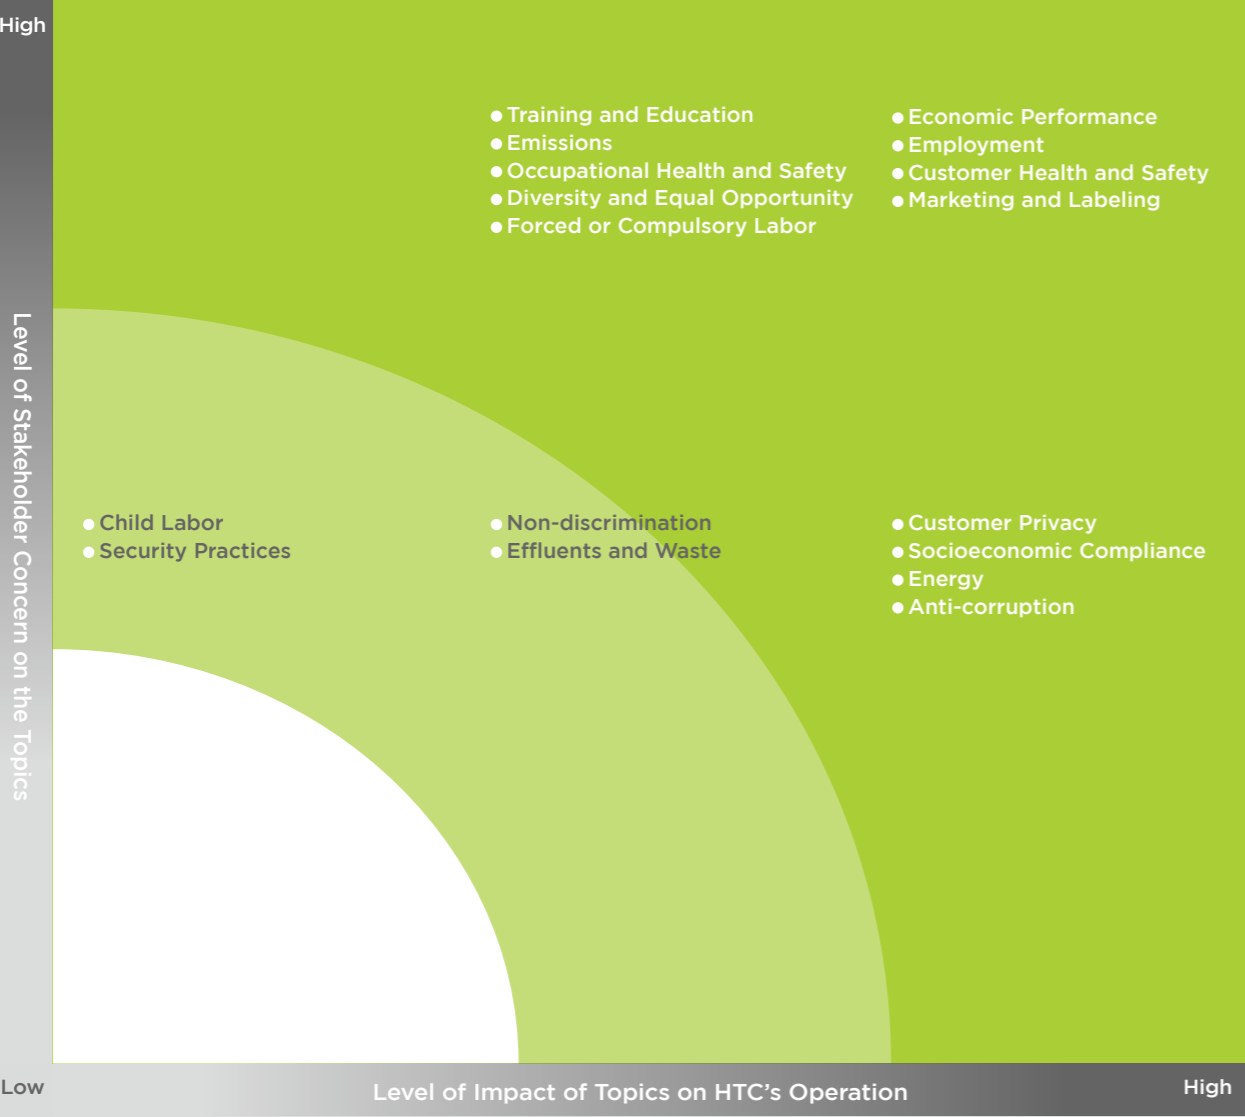 High
● Training and Education
● Emissions
● Occupational Health and Safety
● Diversity and Equal Opportunity
● Forced or Compulsory Labor
● Economic Performance
● Employment
● Customer Health and Safety
● Marketing and Labeling
Level of Stakeholder Concern on the Topics
● Child Labor
● Security Practices
● Non-discrimination
● Effluents and Waste
● Customer Privacy
● Socioeconomic Compliance
● Energy
● Anti-corruption
Low
Level of Impact of Topics on HTC’s Operation
High